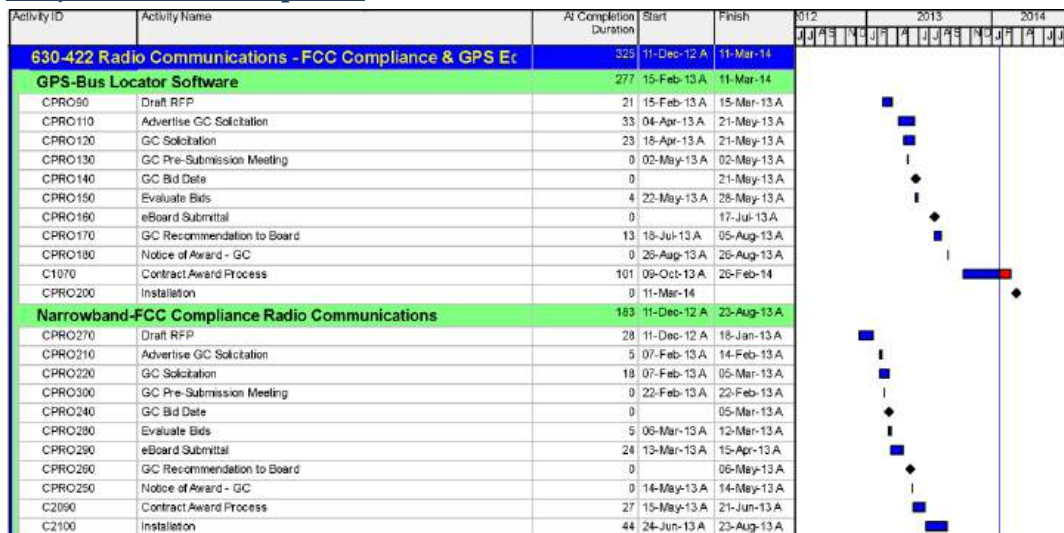 Activity ID Activity Name At Completion Duration Start Finish 2012 2013 2014
630-422 Radio Communications - FCC Compliance & GPS Ec 325 11-Dec-12 A 11-Mar-14
GPS-Bus Locator Software 277 15-Feb-13 A 11-Mar-14
CPRO90 Draft RFP 21 15-Feb-13 A 15-Mar-13 A
CPRO110 Advertise GC Solicitation 33 04-Apr-13 A 21-May-13 A
CPRO120 GC Solicitation 23 18-Apr-13 A 21-May-13 A
CPRO130 GC Pre-Submission Meeting 0 02-May-13 A 02-May-13 A
CPRO140 GC Bid Date 0 21-May-13 A
CPRO150 Evaluate Bids 4 22-May-13 A 28-May-13 A
CPRO160 eBoard Submittal 0 17-Jul-13 A
CPRO170 GC Recommendation to Board 13 18-Jul-13 A 05-Aug-13 A
CPRO180 Notice of Award - GC 0 26-Aug-13 A 26-Aug-13 A
C1070 Contract Award Process 101 09-Oct-13 A 26-Feb-14
CPRO200 Installation 0 11-Mar-14
Narrowband-FCC Compliance Radio Communications 183 11-Dec-12 A 23-Aug-13 A
CPRO270 Draft RFP 28 11-Dec-12 A 18-Jan-13 A
CPRO210 Advertise GC Solicitation 5 07-Feb-13 A 14-Feb-13 A
CPRO220 GC Solicitation 18 07-Feb-13 A 05-Mar-13 A
CPRO300 GC Pre-Submission Meeting 0 22-Feb-13 A 22-Feb-13 A
CPRO240 GC Bid Date 0 05-Mar-13 A
CPRO280 Evaluate Bids 5 06-Mar-13 A 12-Mar-13 A
CPRO290 eBoard Submittal 24 13-Mar-13 A 15-Apr-13 A
CPRO260 GC Recommendation to Board 0 06-May-13 A
CPRO250 Notice of Award - GC 0 14-May-13 A 14-May-13 A
C2090 Contract Award Process 27 15-May-13 A 21-Jun-13 A
C2100 Installation 44 24-Jun-13 A 23-Aug-13 A